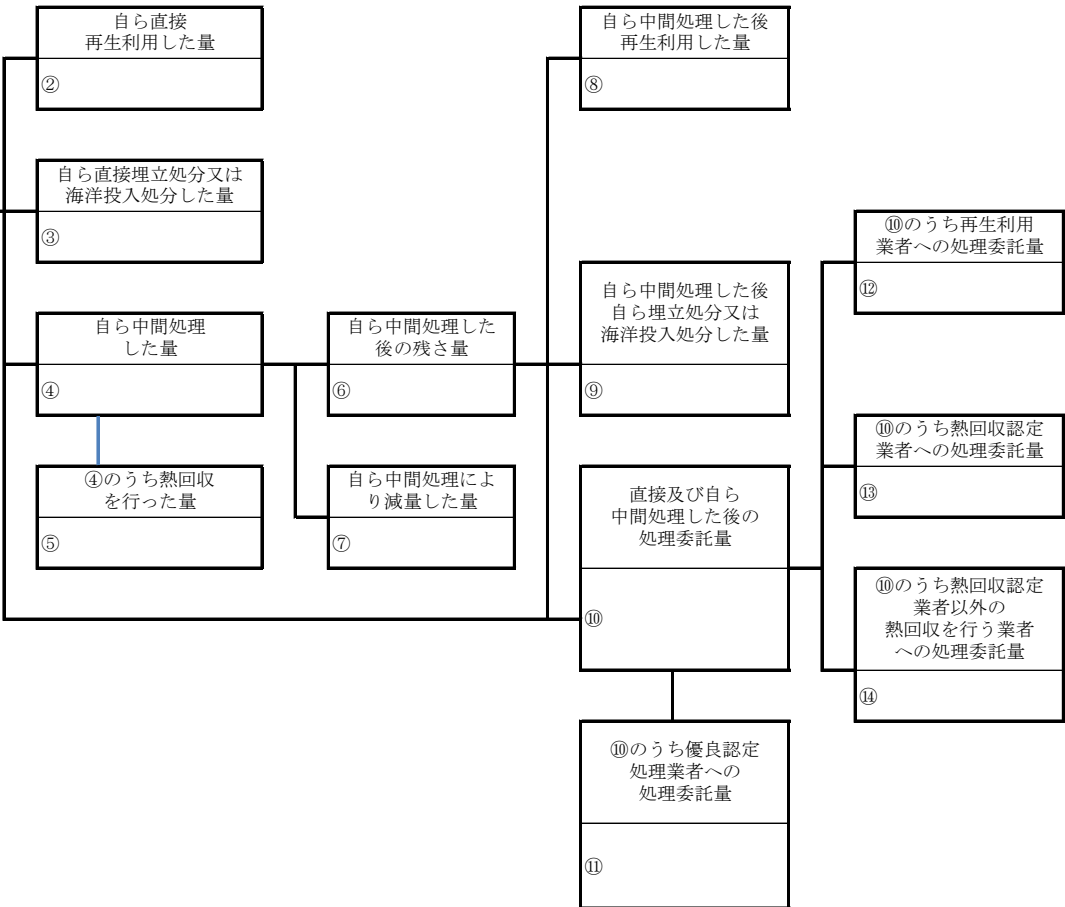 自ら直接
再生利用した量
②
自ら直接埋立処分又は
海洋投入処分した量
③
自ら中間処理
した量
④
④のうち熱回収
を行った量
⑤
自ら中間処理した
後の残さ量
⑥
自ら中間処理によ
り減量した量
⑦
自ら中間処理した後
再生利用した量
⑧
自ら中間処理した後
自ら埋立処分又は
海洋投入処分した量
⑨
直接及び自ら
中間処理した後の
処理委託量
⑩
⑩のうち優良認定
処理業者への
処理委託量
⑪
⑩のうち再生利用
業者への処理委託量
⑫
⑩のうち熱回収認定
業者への処理委託量
⑬
⑩のうち熱回収認定
業者以外の
熱回収を行う業者
への処理委託量
⑭